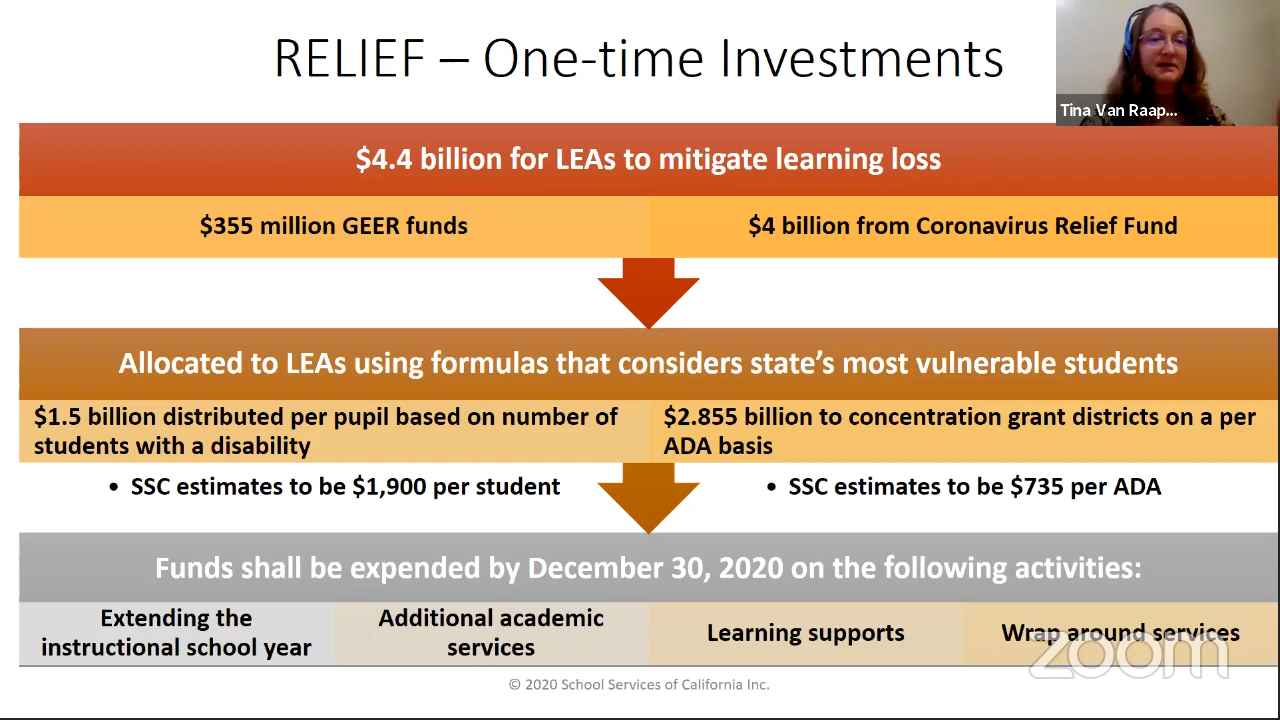 RELIEF – One-time Investments
Tina Van Raap...
$4.4 billion for LEAs to mitigate learning loss
$355 million GEER funds
$4 billion from Coronavirus Relief Fund
Allocated to LEAs using formulas that considers state's most vulnerable students
$1.5 billion distributed per pupil based on number of
students with a disability
$2.855 billion to concentration grant districts on a per
ADA basis
• SSC estimates to be $1,900 per student
• SSC estimates to be $735 per ADA
Funds shall be expended by December 30, 2020 on the following activities:
Extending the
instructional school year
Additional academic
services
Learning supports
Wrap around services
zoom
© 2020 School Services of California Inc.